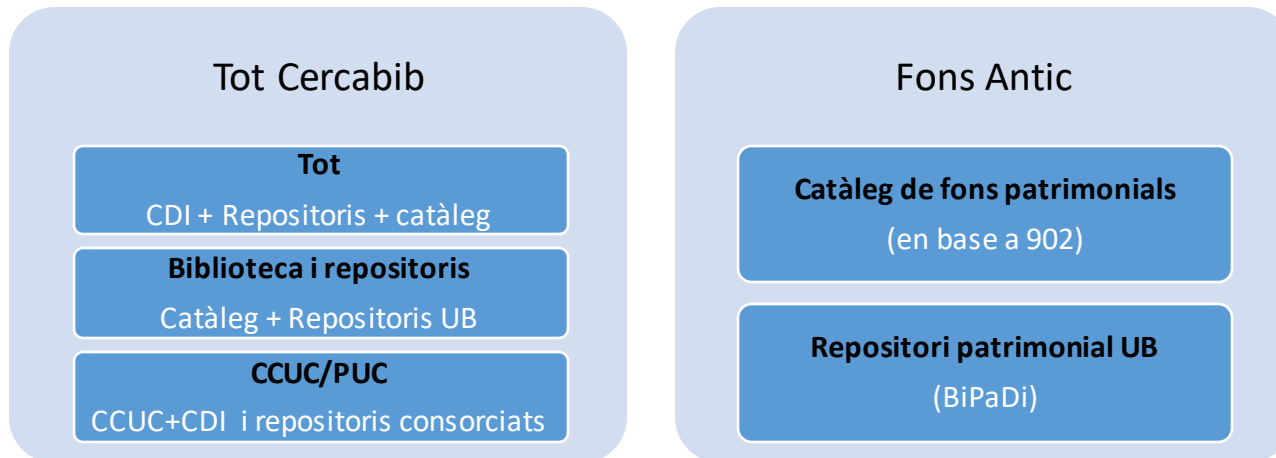 Tot Cercabib
Tot
CDI + Repositoris + catàleg
Biblioteca i repositoris
Catàleg + Repositoris UB
CCUC/PUC
CCUC+CDI i repositoris consorciats
Fons Antic
Catàleg de fons patrimonials
(en base a 902)
Repositori patrimonial UB
(BiPaDi)